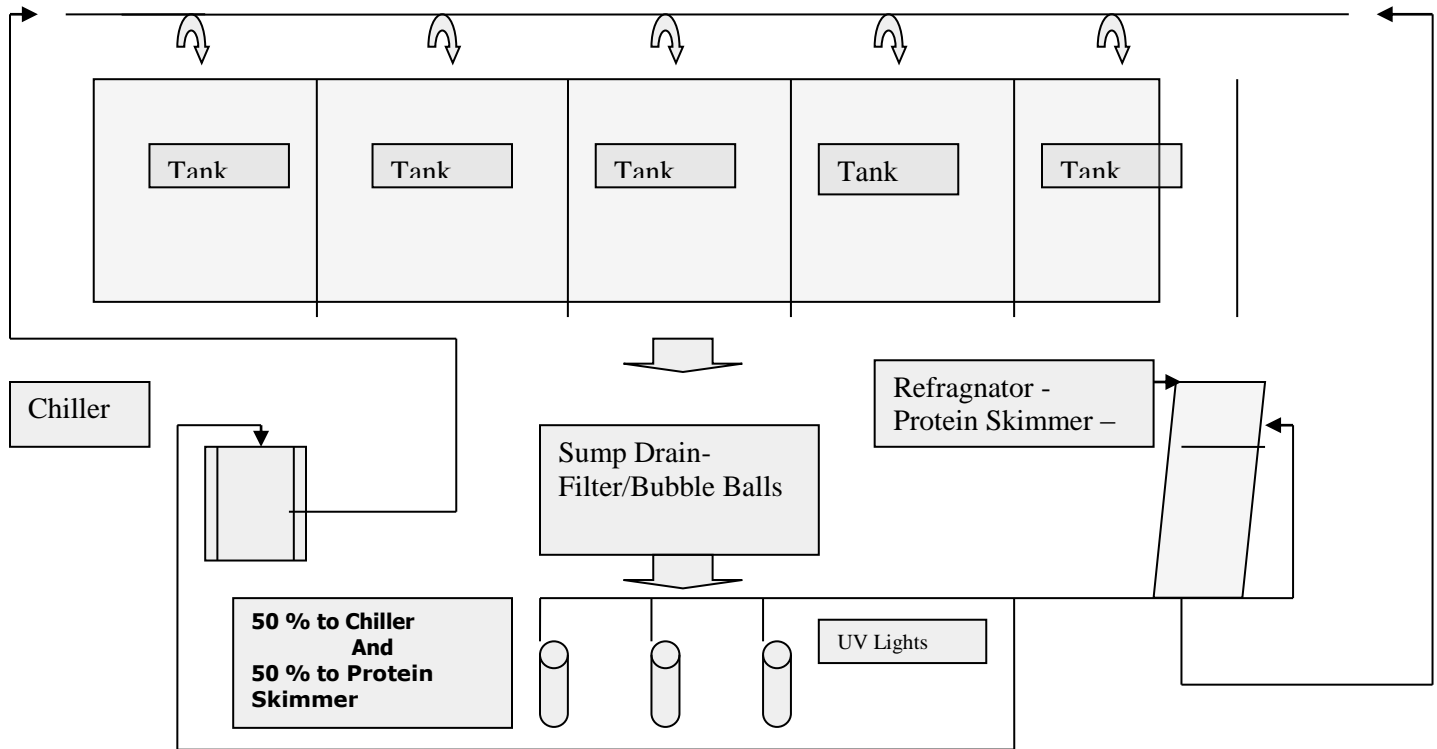 Tank
Tank
Tank
Tank
Tank
Chiller
Refragnator -
Protein Skimmer –
Sump Drain-
Filter/Bubble Balls
50 % to Chiller
And
50 % to Protein
Skimmer
UV Lights